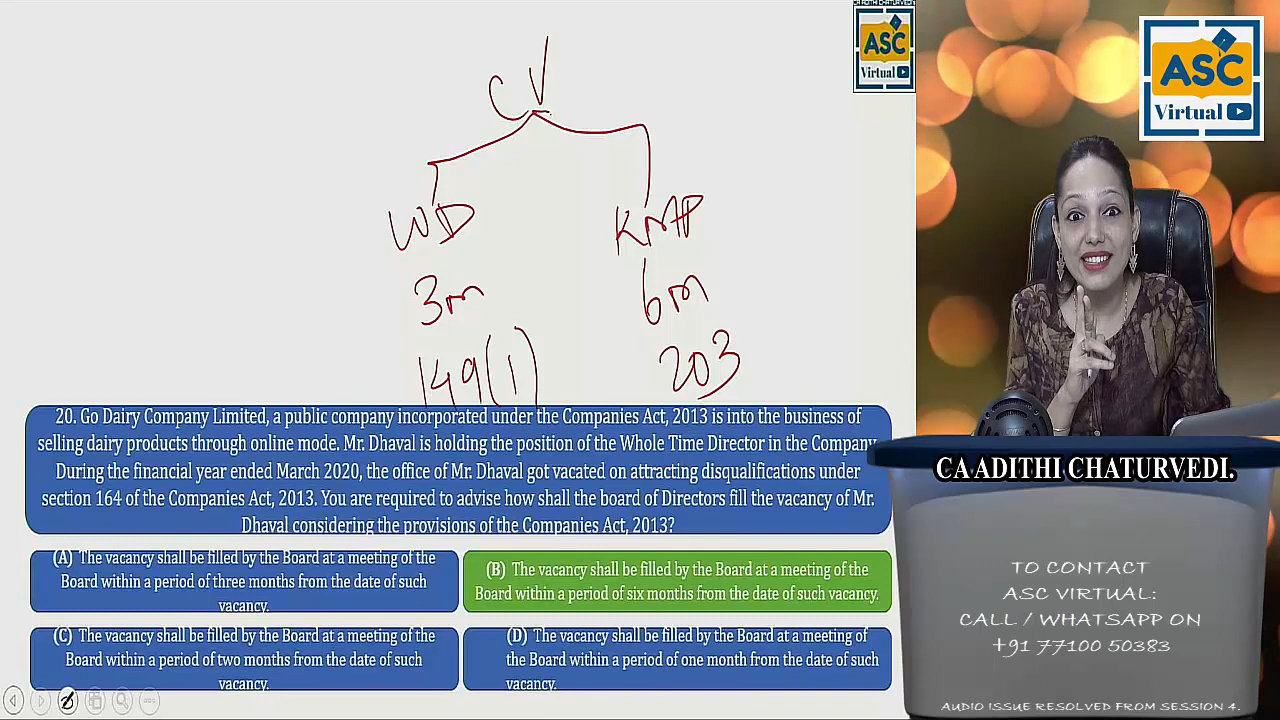 CA ADITHI CHATURVEDI
ASC
Virtual
ASC
Virtual
CV
WD
KMP
3m
6m
149(1)
203
20. Go Dairy Company Limited, a public company incorporated under the Companies Act, 2013 is into the business of
selling dairy products through online mode. Mr. Dhaval is holding the position of the Whole Time Director in the Company.
During the financial year ended March 2020, the office of Mr. Dhaval got vacated on attracting disqualifications under
section 164 of the Companies Act, 2013. You are required to advise how shall the board of Directors fill the vacancy of Mr.
Dhaval considering the provisions of the Companies Act, 2013?
(A) The vacancy shall be filled by the Board at a meeting of the
Board within a period of three months from the date of such
vacancy.
(B) The vacancy shall be filled by the Board at a meeting of the
Board within a period of six months from the date of such vacancy.
(C) The vacancy shall be filled by the Board at a meeting of the
Board within a period of two months from the date of such
vacancy.
(D) The vacancy shall be filled by the Board at a meeting of
the Board within a period of one month from the date of such
vacancy.
CA ADITHI CHATURVEDI.
TO CONTACT
ASC VIRTUAL:
CALL / WHATSAPP ON
+91 77100 50383
AUDIO ISSUE RESOLVED FROM SESSION 4.